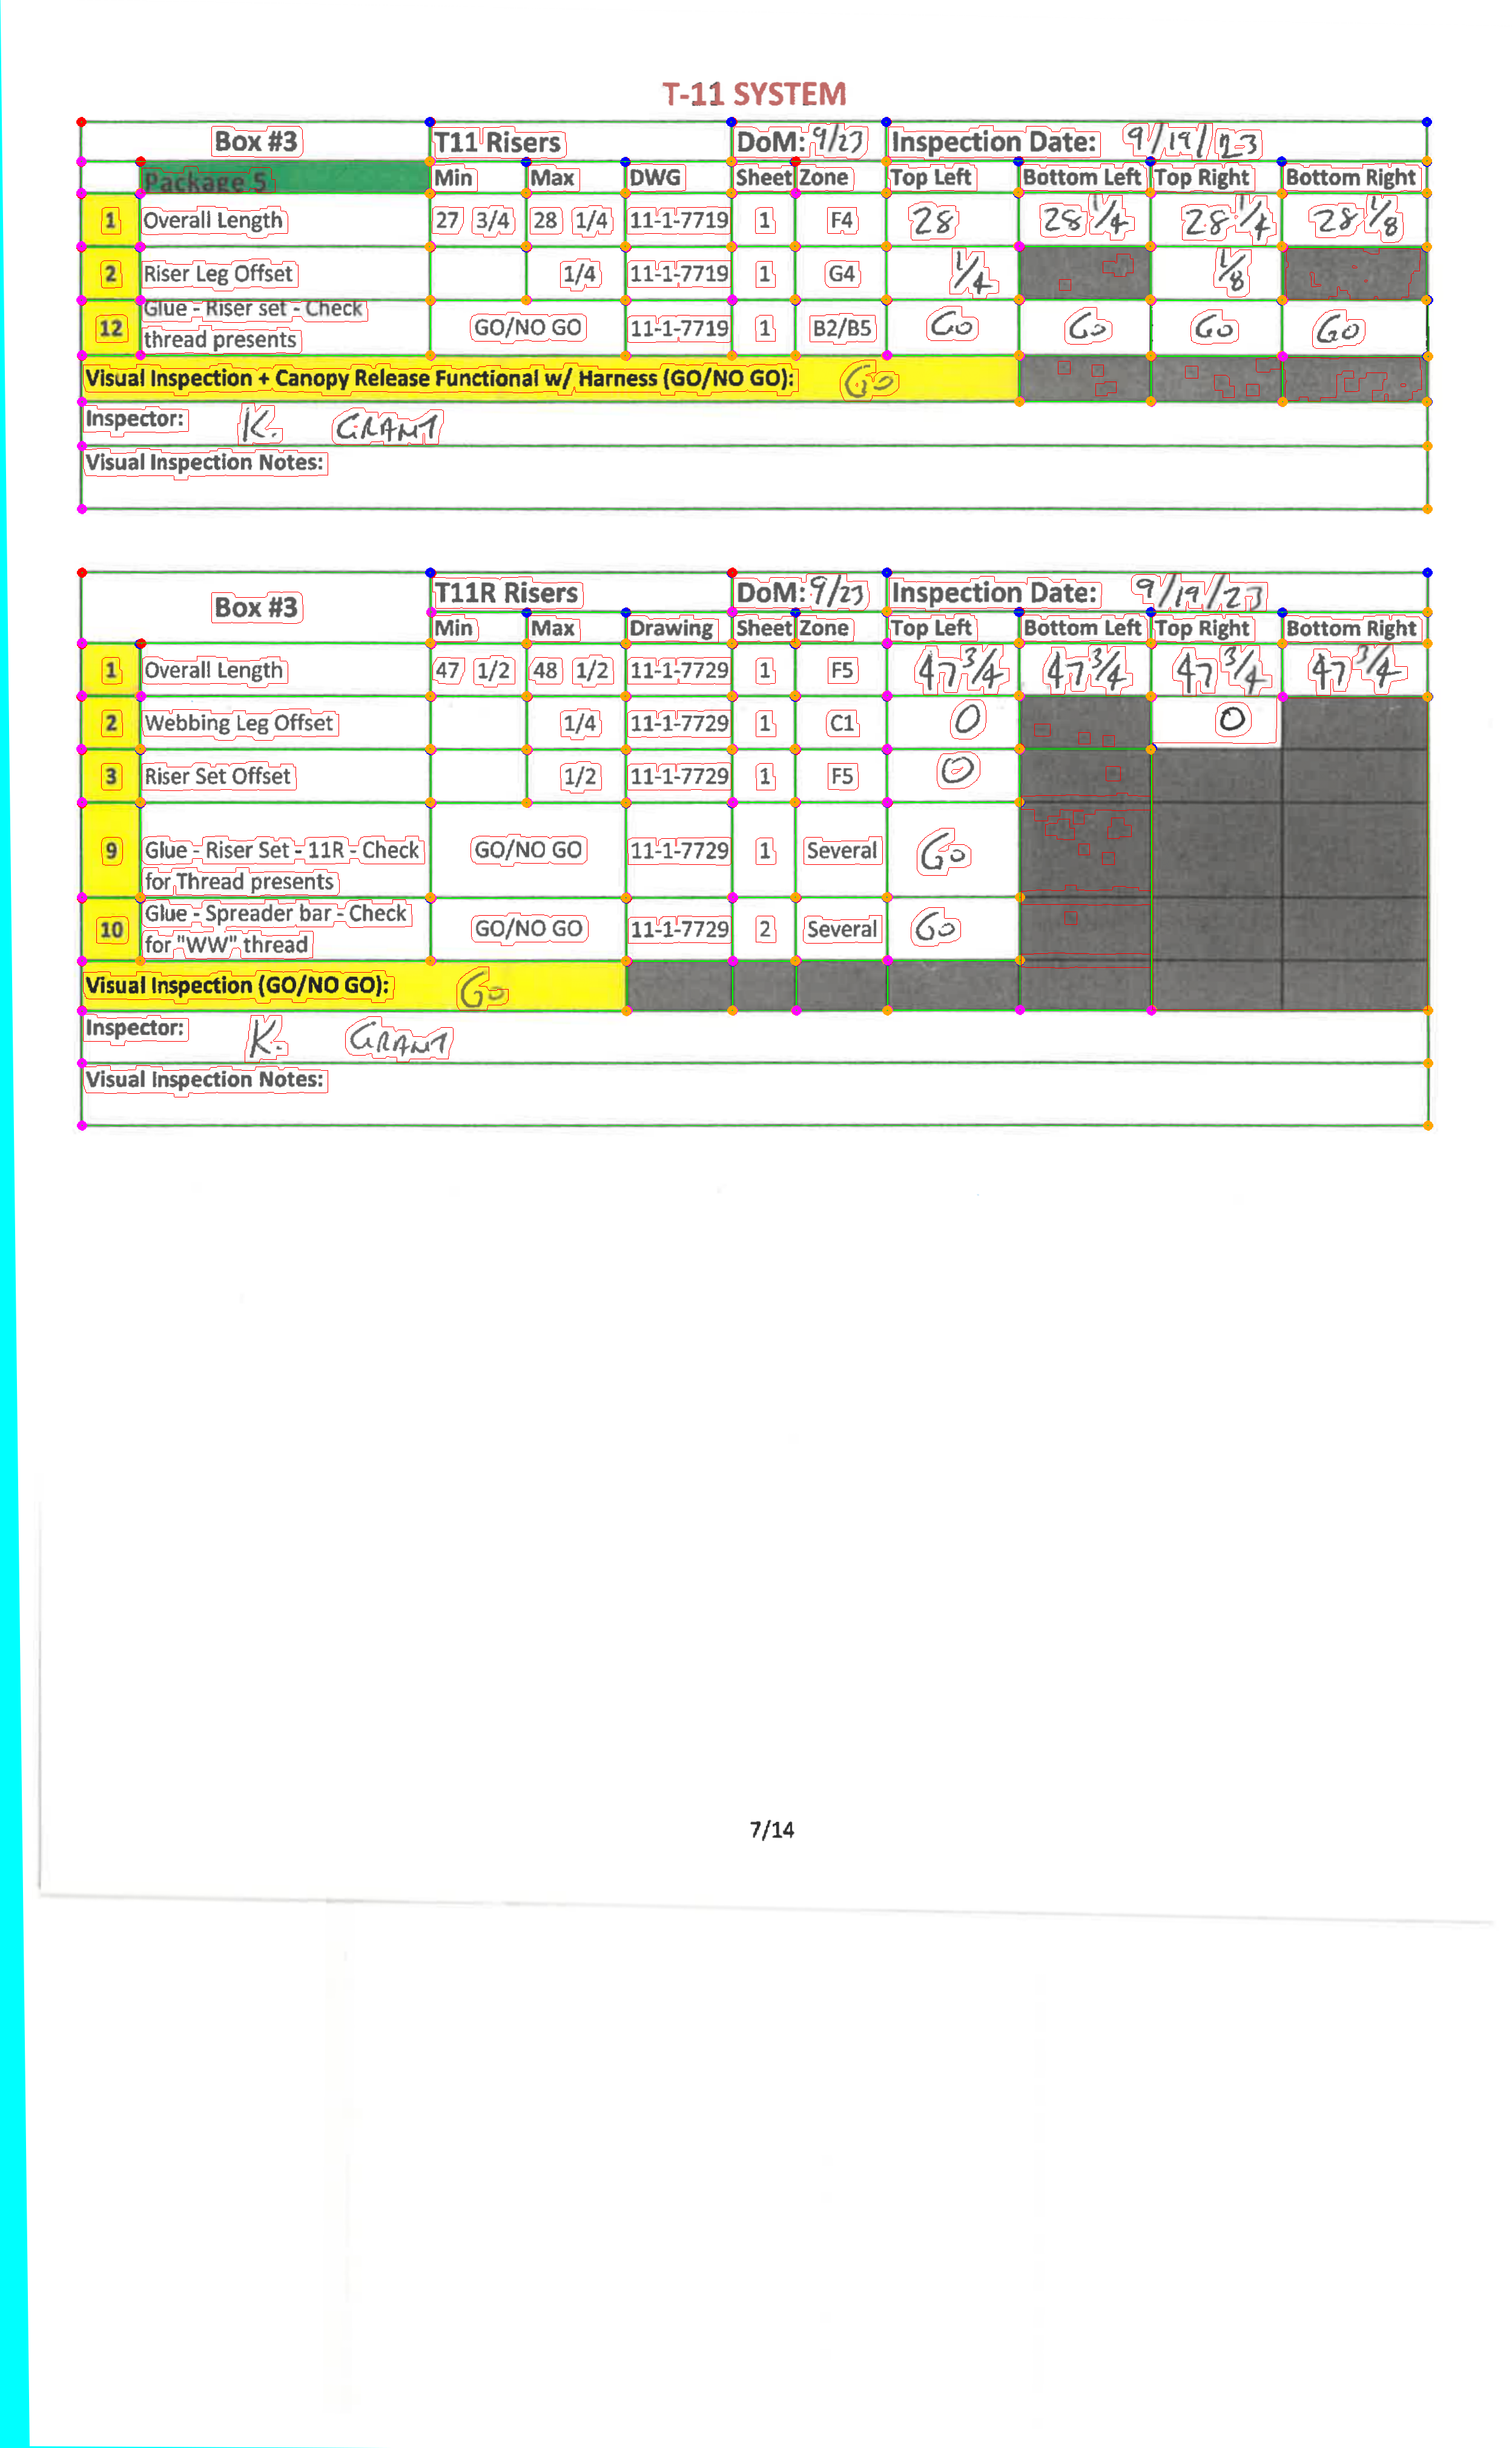 T-11 SYSTEM
Box #3 T11 Risers DoM: 9/23 Inspection Date: 9/19/23
Package 5 Min Max DWG Sheet Zone Top Left Bottom Left Top Right Bottom Right
1 Overall Length 27 3/4 28 1/4 11-1-7719 1 F4 28 28 1/4 28 1/4 28 1/8
2 Riser Leg Offset 1/4 11-1-7719 1 G4 1/4 1/8
Glue - Riser set - Check
12 thread presents GO/NO GO 11-1-7719 1 B2/B5 GO GO GO GO
Visual Inspection + Canopy Release Functional w/ Harness (GO/NO GO): GO
Inspector: K. GRANT
Visual Inspection Notes:
Box #3 T11R Risers DoM: 9/23 Inspection Date: 9/19/23
Min Max Drawing Sheet Zone Top Left Bottom Left Top Right Bottom Right
1 Overall Length 47 1/2 48 1/2 11-1-7729 1 F5 47 3/4 47 3/4 47 3/4 47 3/4
2 Webbing Leg Offset 1/4 11-1-7729 1 C1 0 0
3 Riser Set Offset 1/2 11-1-7729 1 F5 0
9 Glue - Riser Set - 11R - Check GO/NO GO 11-1-7729 1 Several GO
for Thread presents
Glue - Spreader bar - Check
10 for "WW" thread GO/NO GO 11-1-7729 2 Several GO
Visual Inspection (GO/NO GO): GO
Inspector: K. GRANT
Visual Inspection Notes:
7/14